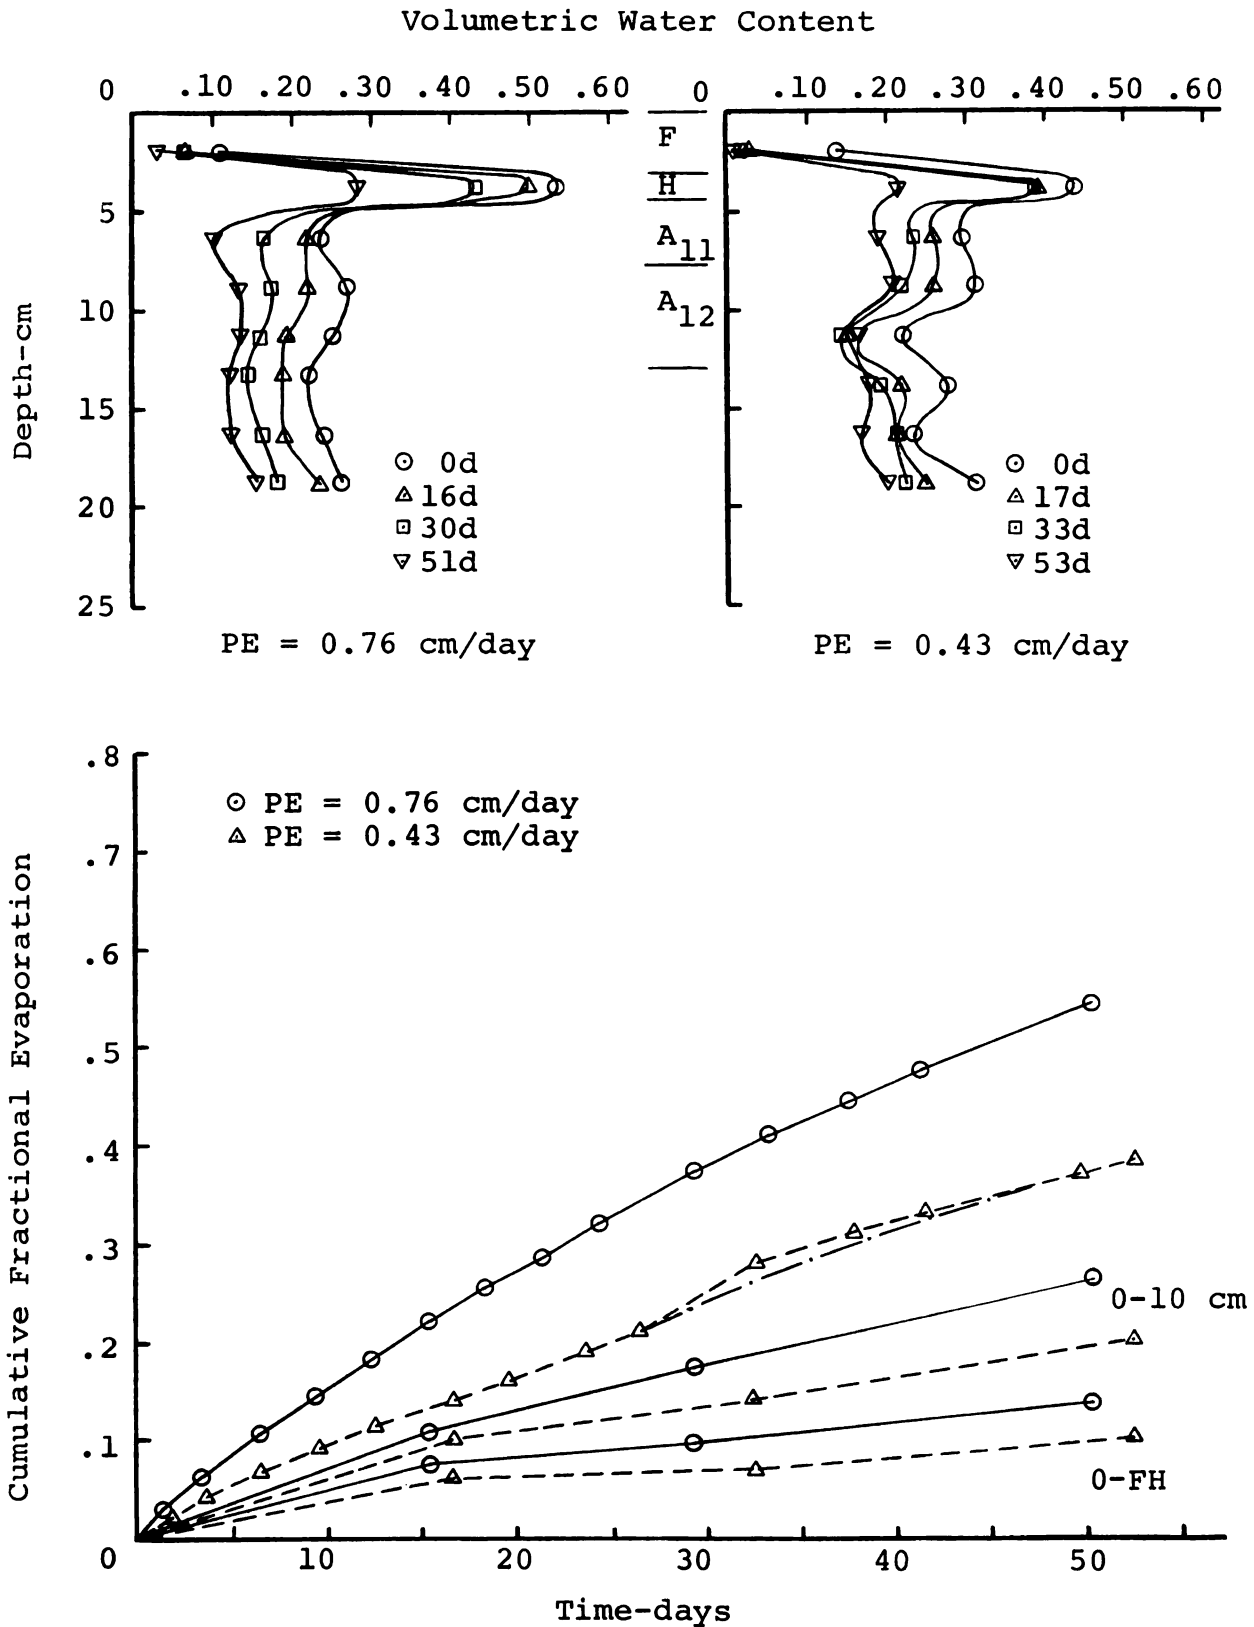 Volumetric Water Content
0 .10 .20 .30 .40 .50 .60
0 .10 .20 .30 .40 .50 .60
F
H
A11
A12
Depth-cm
5
10
15
20
25
0d
16d
30d
51d
0d
17d
33d
53d
PE = 0.76 cm/day
PE = 0.43 cm/day
Cumulative Fractional Evaporation
.8
.7
.6
.5
.4
.3
.2
.1
0
PE = 0.76 cm/day
PE = 0.43 cm/day
0-10 cm
0-FH
10 20 30 40 50
Time-days